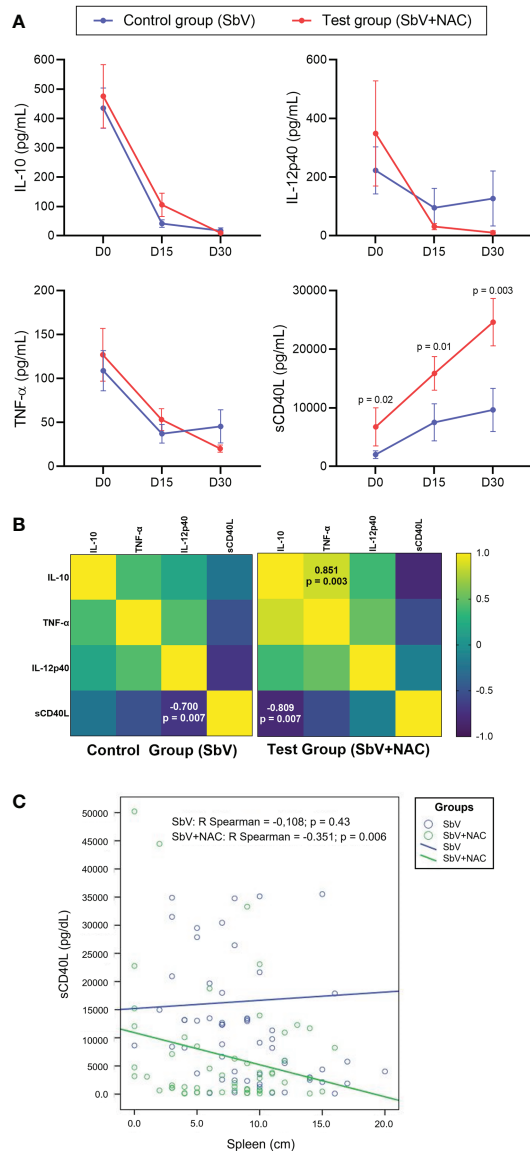 A
Control group (SbV) Test group (SbV+NAC)
IL-10 (pg/mL)
600
500
400
300
200
100
0
D0 D15 D30
IL-12p40 (pg/mL)
600
400
200
0
D0 D15 D30
TNF-α (pg/mL)
200
150
100
50
0
D0 D15 D30
sCD40L (pg/mL)
30000
20000
10000
0
p = 0.02
p = 0.01
p = 0.003
D0 D15 D30
B
IL-10 TNF-α IL-12p40 sCD40L
IL-10 TNF-α IL-12p40 sCD40L
IL-10
TNF-α
IL-12p40
sCD40L
0.851
p = 0.003
-0.700
p = 0.007
-0.809
p = 0.007
1.0
0.5
0
-0.5
-1.0
Control Group (SbV)
Test Group (SbV+NAC)
C
SbV: R Spearman = -0,108; p = 0.43
SbV+NAC: R Spearman = -0.351; p = 0.006
Groups
SbV
SbV+NAC
SbV
SbV+NAC
sCD40L (pg/dL)
50000
45000
40000
35000
30000
25000
20000
15000
10000
5000
0.0
0.0 5.0 10.0 15.0 20.0
Spleen (cm)